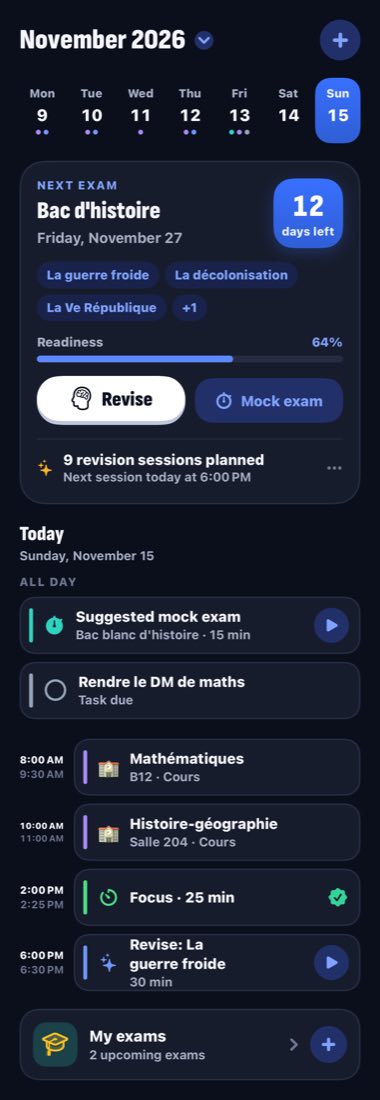 November 2026
Mon Tue Wed Thu Fri Sat Sun
9 10 11 12 13 14 15
NEXT EXAM
Bac d'histoire
Friday, November 27
12
days left
La guerre froide La décolonisation
La Ve République +1
Readiness 64%
Revise Mock exam
9 revision sessions planned
Next session today at 6:00 PM
Today
Sunday, November 15
ALL DAY
Suggested mock exam
Bac blanc d'histoire · 15 min
Rendre le DM de maths
Task due
8:00 AM
9:30 AM
Mathématiques
B12 · Cours
10:00 AM
11:00 AM
Histoire-géographie
Salle 204 · Cours
2:00 PM
2:25 PM
Focus · 25 min
6:00 PM
6:30 PM
Revise: La
guerre froide
30 min
My exams
2 upcoming exams